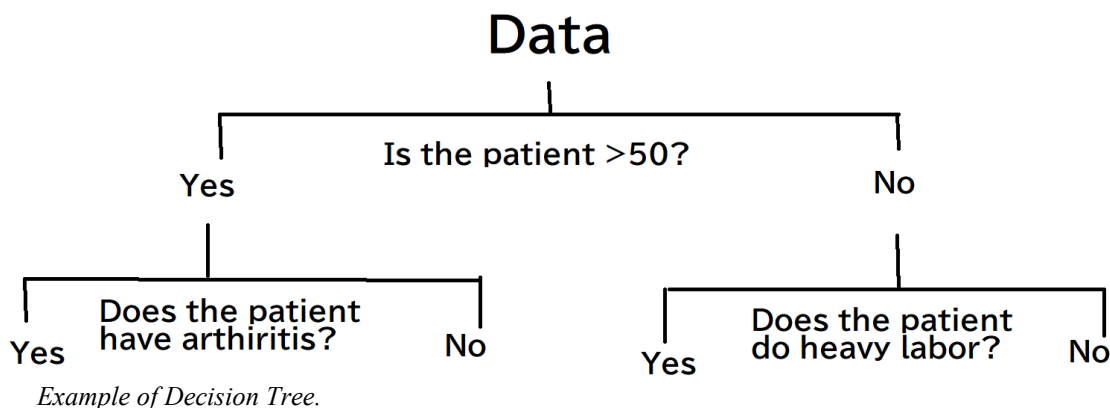 Data
Is the patient >50?
Yes
No
Does the patient
have arthiritis?
Yes
No
Does the patient
do heavy labor?
Yes
No
Example of Decision Tree.